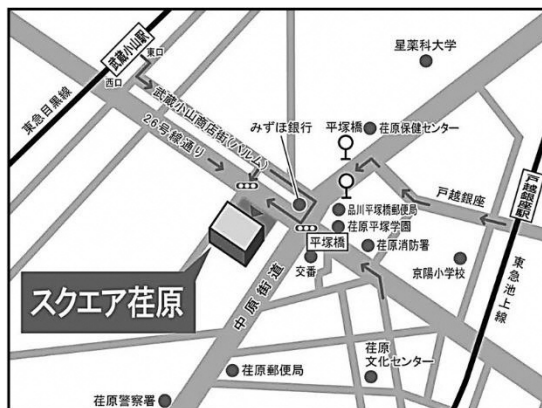 武蔵小山駅
東口
西口
東急目黒線
武蔵小山商店街(パルム)
26号線通り
みずほ銀行
平塚橋
星薬科大学
荏原保健センター
戸越銀座
戸越銀座駅
品川平塚橋郵便局
荏原平塚学園
荏原消防署
平塚橋
交番
京陽小学校
東急池上線
スクエア荏原
中原街道
荏原
文化センター
荏原郵便局
荏原警察署